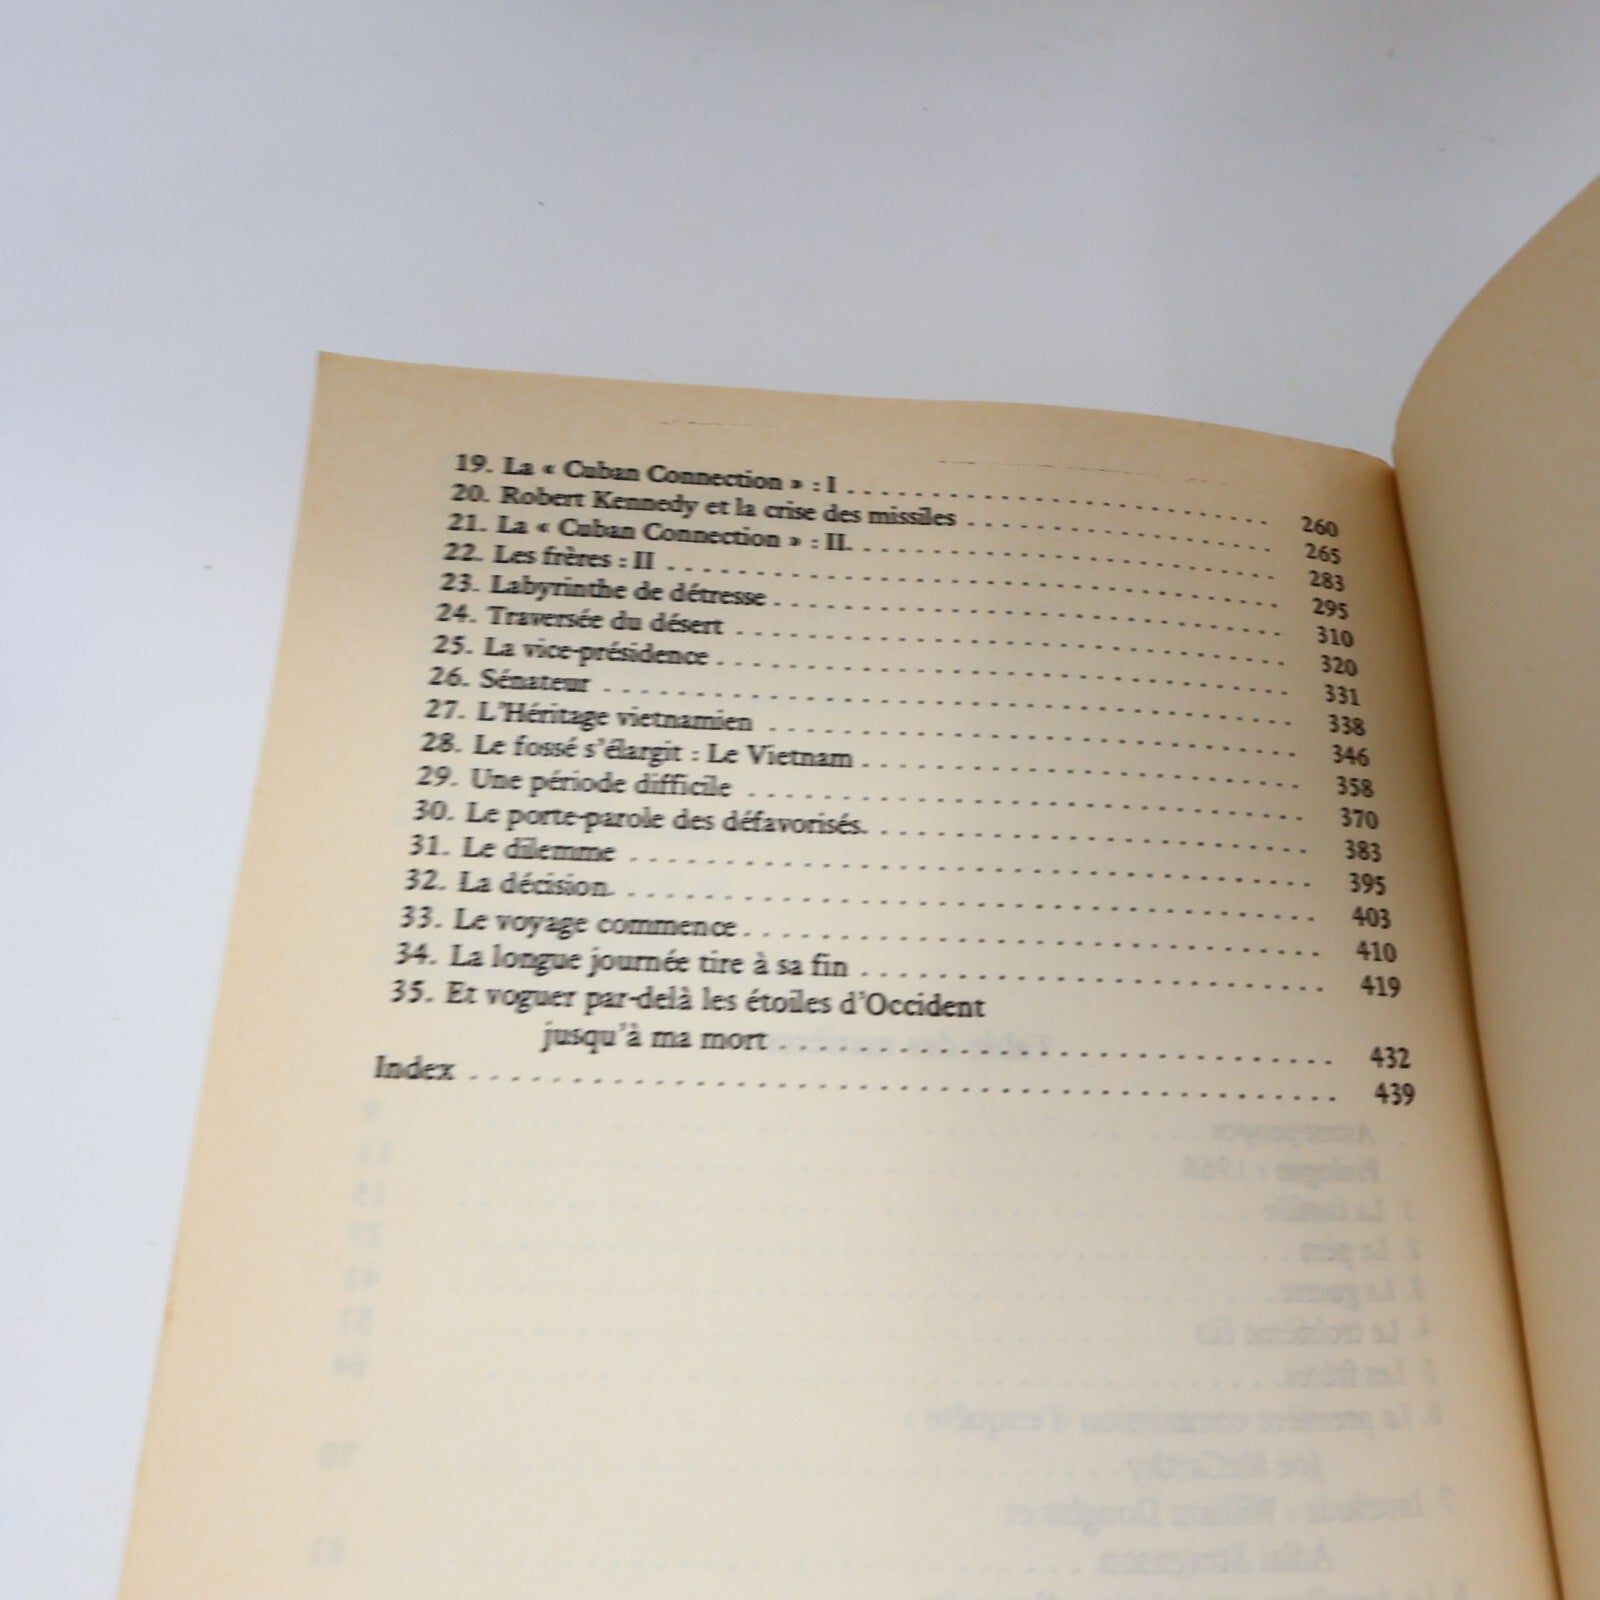 19. La « Cuban Connection » : I . . . . . . . . . . . . . . . . . . . . . . . . 260
20. Robert Kennedy et la crise des missiles . . . . . . . . . . . . . . . . . . 265
21. La « Cuban Connection » : II. . . . . . . . . . . . . . . . . . . . . . . . 283
22. Les frères : II . . . . . . . . . . . . . . . . . . . . . . . . . . . . . . 295
23. Labyrinthe de détresse . . . . . . . . . . . . . . . . . . . . . . . . . . 310
24. Traversée du désert . . . . . . . . . . . . . . . . . . . . . . . . . . . . 320
25. La vice-présidence . . . . . . . . . . . . . . . . . . . . . . . . . . . . 331
26. Sénateur . . . . . . . . . . . . . . . . . . . . . . . . . . . . . . . . . 338
27. L'Héritage vietnamien . . . . . . . . . . . . . . . . . . . . . . . . . . . 346
28. Le fossé s'élargit : Le Vietnam . . . . . . . . . . . . . . . . . . . . . . 358
29. Une période difficile . . . . . . . . . . . . . . . . . . . . . . . . . . . 370
30. Le porte-parole des défavorisés. . . . . . . . . . . . . . . . . . . . . . 383
31. Le dilemme . . . . . . . . . . . . . . . . . . . . . . . . . . . . . . . . 395
32. La décision. . . . . . . . . . . . . . . . . . . . . . . . . . . . . . . . 403
33. Le voyage commence . . . . . . . . . . . . . . . . . . . . . . . . . . . . 410
34. La longue journée tire à sa fin . . . . . . . . . . . . . . . . . . . . . . 419
35. Et voguer par-delà les étoiles d'Occident
jusqu'à ma mort . . . . . . . . . . . . . . . . . . . . . . . . . . . . . . 432
Index . . . . . . . . . . . . . . . . . . . . . . . . . . . . . . . . . . . . 439